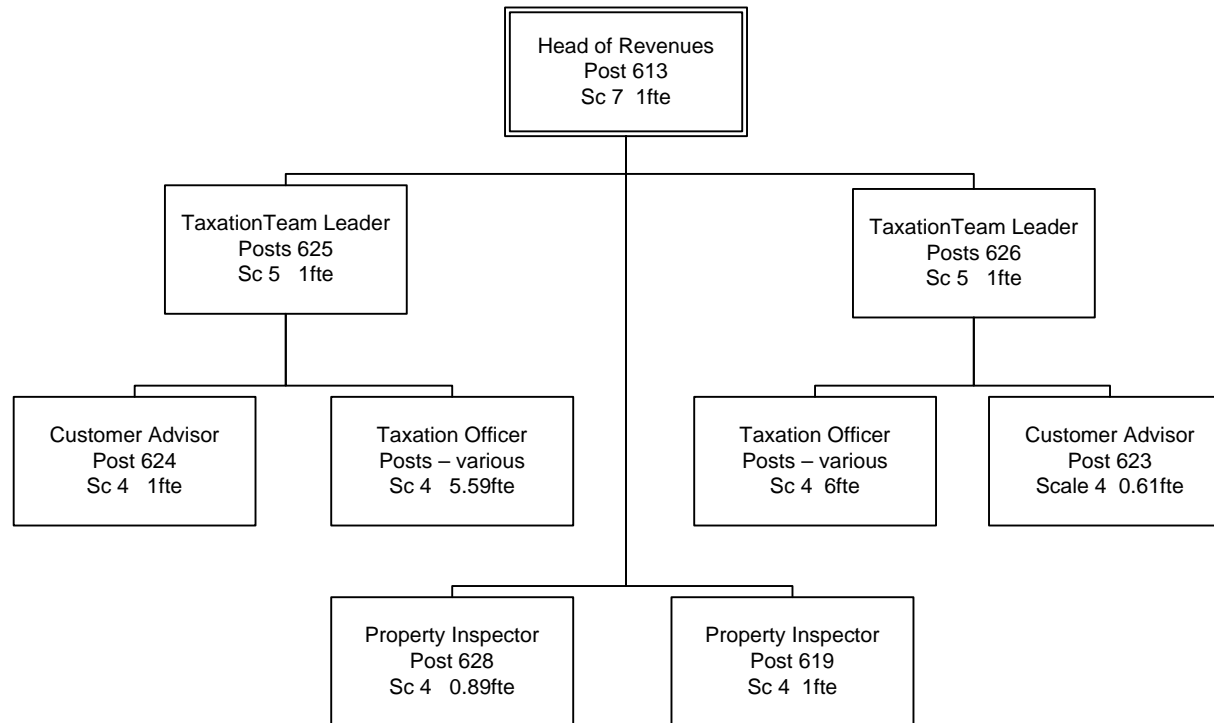 Head of Revenues
Post 613
Sc 7 1fte
TaxationTeam Leader
Posts 625
Sc 5 1fte
TaxationTeam Leader
Posts 626
Sc 5 1fte
Customer Advisor
Post 624
Sc 4 1fte
Taxation Officer
Posts – various
Sc 4 5.59fte
Taxation Officer
Posts – various
Sc 4 6fte
Customer Advisor
Post 623
Scale 4 0.61fte
Property Inspector
Post 628
Sc 4 0.89fte
Property Inspector
Post 619
Sc 4 1fte